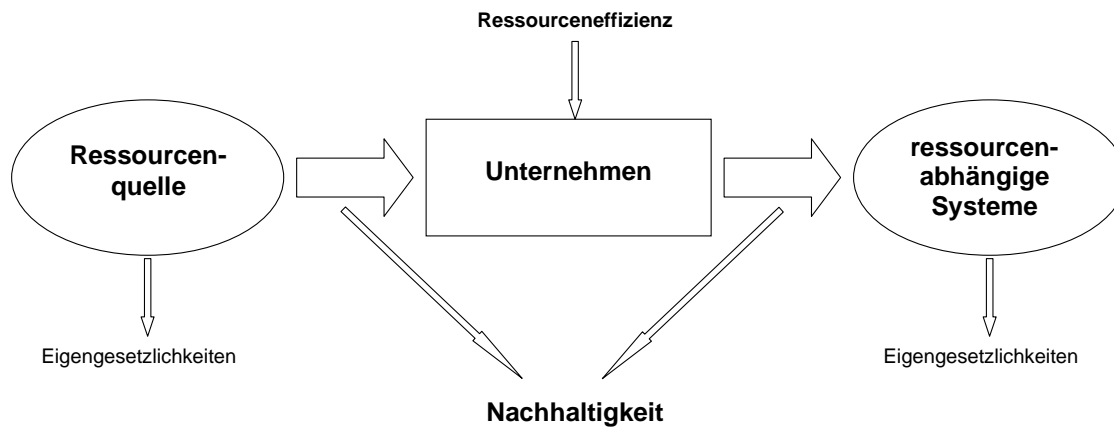 Ressourceneffizienz
Ressourcen-
quelle
Unternehmen
ressourcen-
abhängige
Systeme
Eigengesetzlichkeiten
Eigengesetzlichkeiten
Nachhaltigkeit